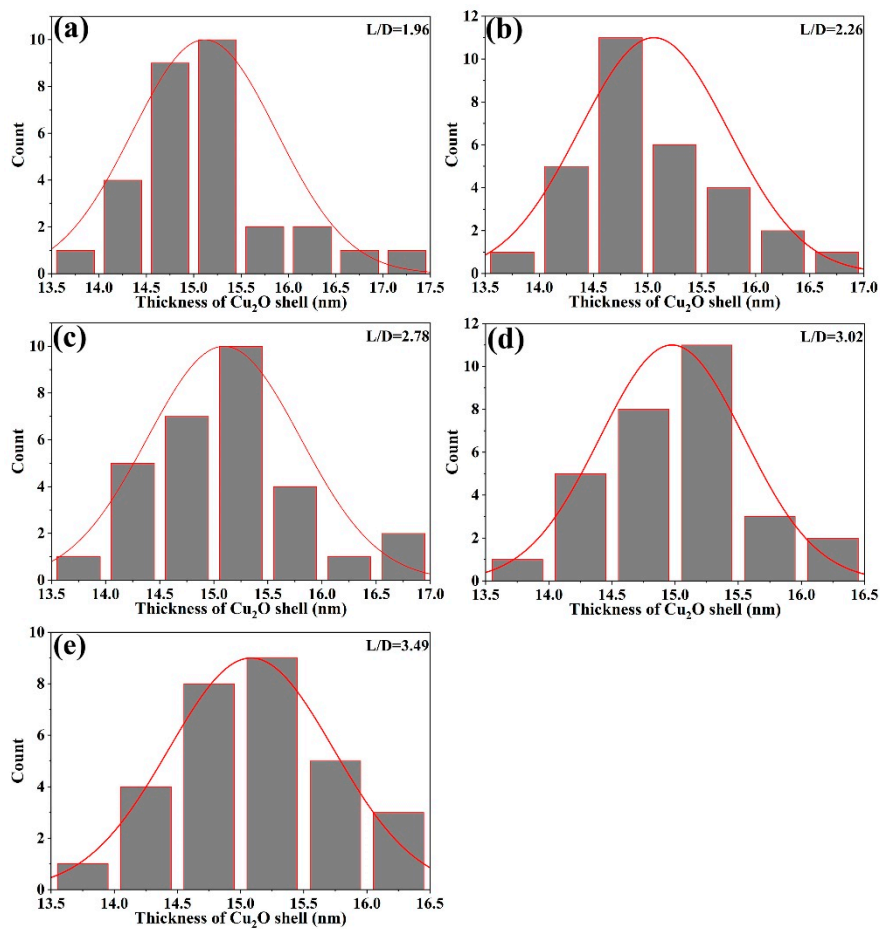 (a)
L/D=1.96
10
8
6
4
2
0
Count
13.5 14.0 14.5 15.0 15.5 16.0 16.5 17.0 17.5
Thickness of Cu₂O shell (nm)
(b)
L/D=2.26
12
10
8
6
4
2
0
Count
13.5 14.0 14.5 15.0 15.5 16.0 16.5 17.0
Thickness of Cu₂O shell (nm)
(c)
L/D=2.78
10
8
6
4
2
0
Count
13.5 14.0 14.5 15.0 15.5 16.0 16.5 17.0
Thickness of Cu₂O shell (nm)
(d)
L/D=3.02
12
10
8
6
4
2
0
Count
13.5 14.0 14.5 15.0 15.5 16.0 16.5
Thickness of Cu₂O shell (nm)
(e)
L/D=3.49
10
8
6
4
2
0
Count
13.5 14.0 14.5 15.0 15.5 16.0 16.5
Thickness of Cu₂O shell (nm)